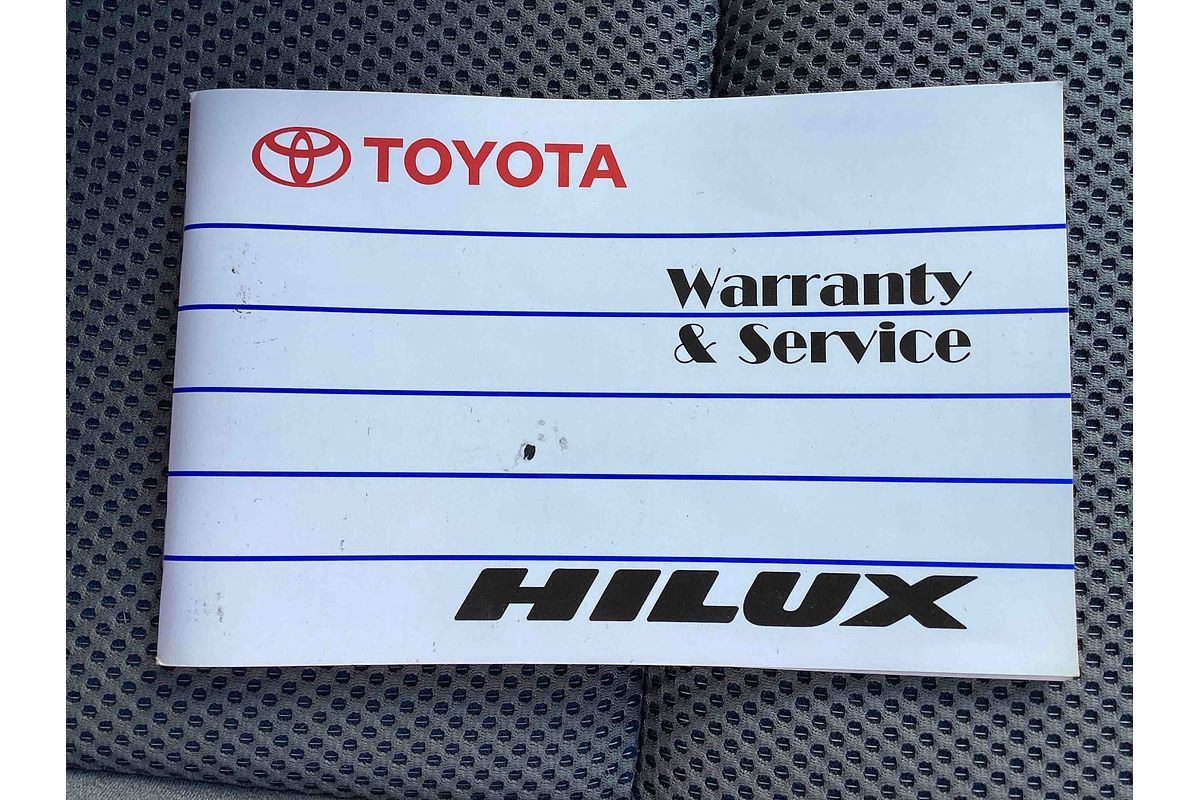 TOYOTA
Warranty
& Service
HILUX